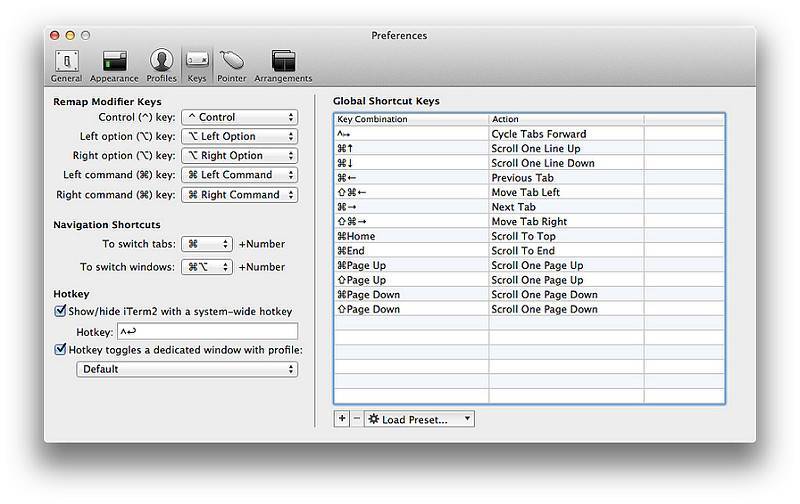 Preferences
General Appearance Profiles Keys Pointer Arrangements
Remap Modifier Keys
Control (^) key: ^ Control
Left option (⌥) key: ⌥ Left Option
Right option (⌥) key: ⌥ Right Option
Left command (⌘) key: ⌘ Left Command
Right command (⌘) key: ⌘ Right Command
Navigation Shortcuts
To switch tabs: ⌘ +Number
To switch windows: ⌘⌥ +Number
Hotkey
Show/hide iTerm2 with a system-wide hotkey
Hotkey: ^↩
Hotkey toggles a dedicated window with profile:
Default
Global Shortcut Keys
Key Combination Action
^↦ Cycle Tabs Forward
⌘↑ Scroll One Line Up
⌘↓ Scroll One Line Down
⌘← Previous Tab
⇧⌘← Move Tab Left
⌘→ Next Tab
⇧⌘→ Move Tab Right
⌘Home Scroll To Top
⌘End Scroll To End
⌘Page Up Scroll One Page Up
⇧Page Up Scroll One Page Up
⌘Page Down Scroll One Page Down
⇧Page Down Scroll One Page Down
+ − Load Preset...